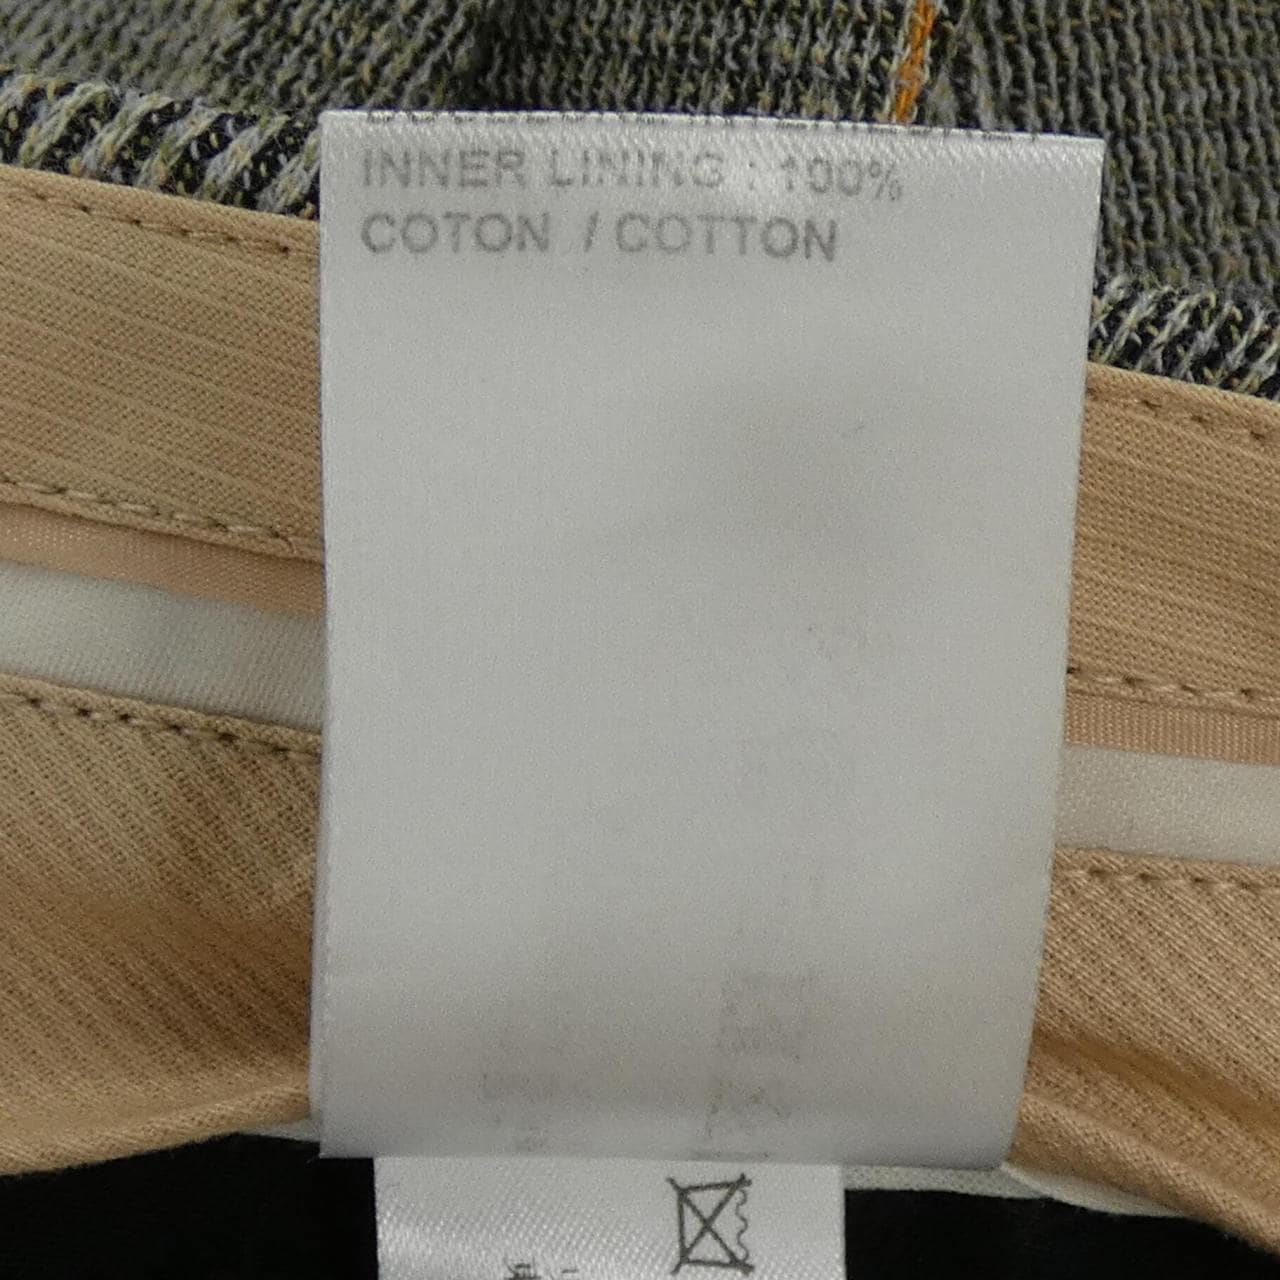 INNER LINING : 100%
COTON / COTTON